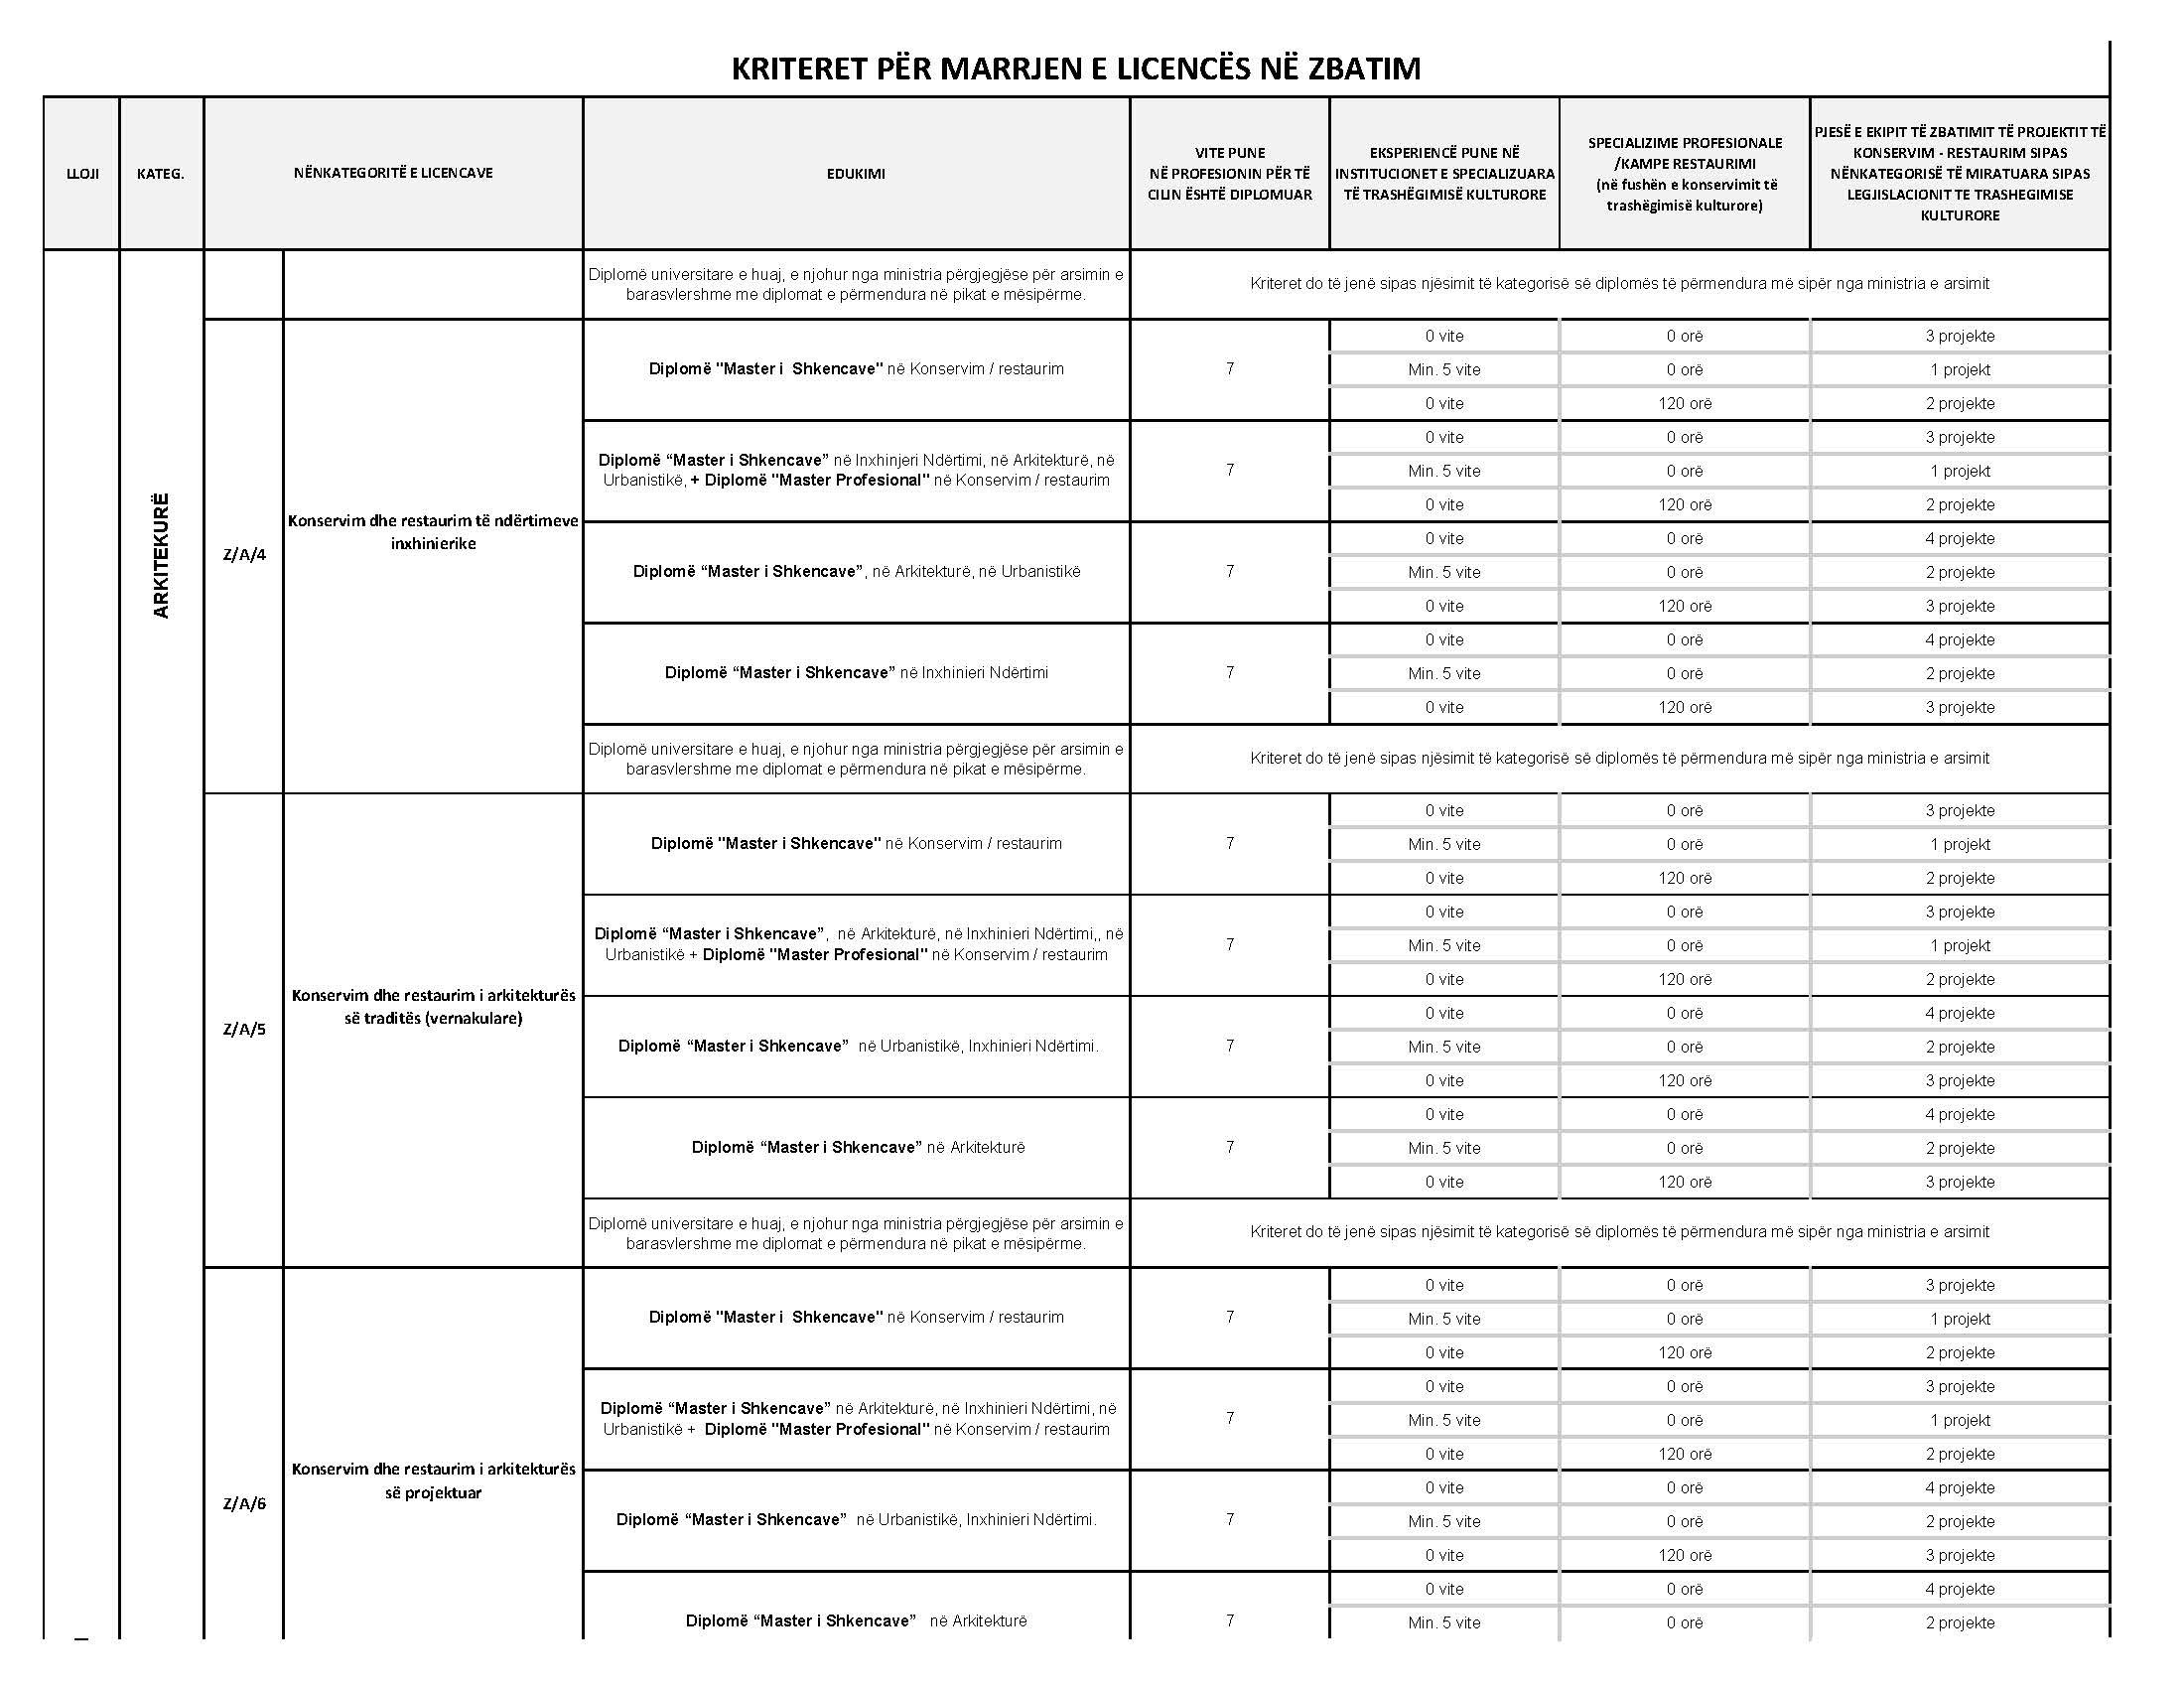 KRITERET PËR MARRJEN E LICENCËS NË ZBATIM
LLOJI
KATEG.
NËNKATEGORITË E LICENCAVE
EDUKIMI
VITE PUNE
NË PROFESIONIN PËR TË
CILIN ËSHTË DIPLOMUAR
EKSPERIENCË PUNE NË
INSTITUCIONET E SPECIALIZUARA
TË TRASHËGIMISË KULTURORE
SPECIALIZIME PROFESIONALE
/KAMPE RESTAURIMI
(në fushën e konservimit të
trashëgimisë kulturore)
PJESË E EKIPIT TË ZBATIMIT TË PROJEKTIT TË
KONSERVIM - RESTAURIM SIPAS
NËNKATEGORISË TË MIRATUARA SIPAS
LEGJISLACIONIT TE TRASHEGIMISE
KULTURORE
ARKITEKURË
Diplomë universitare e huaj, e njohur nga ministria përgjegjëse për arsimin e
barasvlershme me diplomat e përmendura në pikat e mësipërme.
Kriteret do të jenë sipas njësimit të kategorisë së diplomës të përmendura më sipër nga ministria e arsimit
Z/A/4
Konservim dhe restaurim të ndërtimeve
inxhinierike
Diplomë "Master i Shkencave" në Konservim / restaurim
7
0 vite 0 orë 3 projekte
Min. 5 vite 0 orë 1 projekt
0 vite 120 orë 2 projekte
Diplomë “Master i Shkencave” në Inxhinjeri Ndërtimi, në Arkitekturë, në
Urbanistikë, + Diplomë "Master Profesional" në Konservim / restaurim
7
0 vite 0 orë 3 projekte
Min. 5 vite 0 orë 1 projekt
0 vite 120 orë 2 projekte
Diplomë “Master i Shkencave”, në Arkitekturë, në Urbanistikë
7
0 vite 0 orë 4 projekte
Min. 5 vite 0 orë 2 projekte
0 vite 120 orë 3 projekte
Diplomë “Master i Shkencave” në Inxhinieri Ndërtimi
7
0 vite 0 orë 4 projekte
Min. 5 vite 0 orë 2 projekte
0 vite 120 orë 3 projekte
Diplomë universitare e huaj, e njohur nga ministria përgjegjëse për arsimin e
barasvlershme me diplomat e përmendura në pikat e mësipërme.
Kriteret do të jenë sipas njësimit të kategorisë së diplomës të përmendura më sipër nga ministria e arsimit
Z/A/5
Konservim dhe restaurim i arkitekturës
së traditës (vernakulare)
Diplomë "Master i Shkencave" në Konservim / restaurim
7
0 vite 0 orë 3 projekte
Min. 5 vite 0 orë 1 projekt
0 vite 120 orë 2 projekte
Diplomë “Master i Shkencave”, në Arkitekturë, në Inxhinieri Ndërtimi,, në
Urbanistikë + Diplomë "Master Profesional" në Konservim / restaurim
7
0 vite 0 orë 3 projekte
Min. 5 vite 0 orë 1 projekt
0 vite 120 orë 2 projekte
Diplomë “Master i Shkencave” në Urbanistikë, Inxhinieri Ndërtimi.
7
0 vite 0 orë 4 projekte
Min. 5 vite 0 orë 2 projekte
0 vite 120 orë 3 projekte
Diplomë “Master i Shkencave” në Arkitekturë
7
0 vite 0 orë 4 projekte
Min. 5 vite 0 orë 2 projekte
0 vite 120 orë 3 projekte
Diplomë universitare e huaj, e njohur nga ministria përgjegjëse për arsimin e
barasvlershme me diplomat e përmendura në pikat e mësipërme.
Kriteret do të jenë sipas njësimit të kategorisë së diplomës të përmendura më sipër nga ministria e arsimit
Z/A/6
Konservim dhe restaurim i arkitekturës
së projektuar
Diplomë "Master i Shkencave" në Konservim / restaurim
7
0 vite 0 orë 3 projekte
Min. 5 vite 0 orë 1 projekt
0 vite 120 orë 2 projekte
Diplomë “Master i Shkencave” në Arkitekturë, në Inxhinieri Ndërtimi, në
Urbanistikë + Diplomë "Master Profesional" në Konservim / restaurim
7
0 vite 0 orë 3 projekte
Min. 5 vite 0 orë 1 projekt
0 vite 120 orë 2 projekte
Diplomë “Master i Shkencave” në Urbanistikë, Inxhinieri Ndërtimi.
7
0 vite 0 orë 4 projekte
Min. 5 vite 0 orë 2 projekte
0 vite 120 orë 3 projekte
Diplomë “Master i Shkencave” në Arkitekturë
7
0 vite 0 orë 4 projekte
Min. 5 vite 0 orë 2 projekte